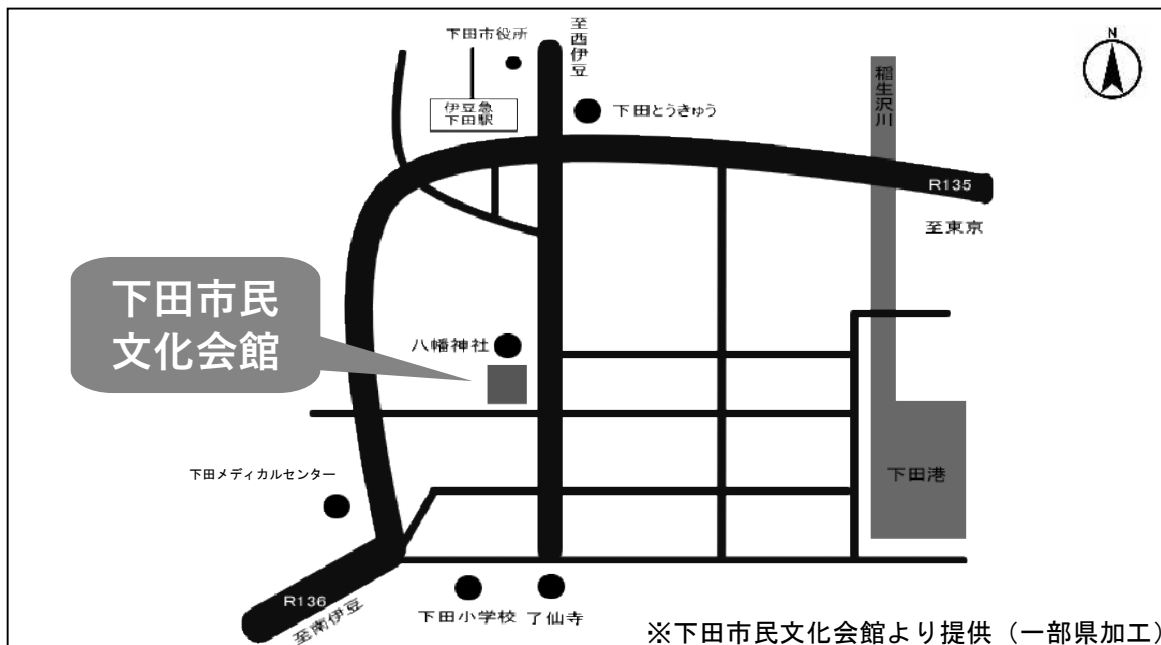 下田市役所
至西伊豆
N
伊豆急
下田駅
下田とうきゅう
稲生沢川
R135
至東京
下田市民
文化会館
八幡神社
下田メディカルセンター
下田港
R136
至南伊豆
下田小学校
了仙寺
※下田市民文化会館より提供（一部県加工）